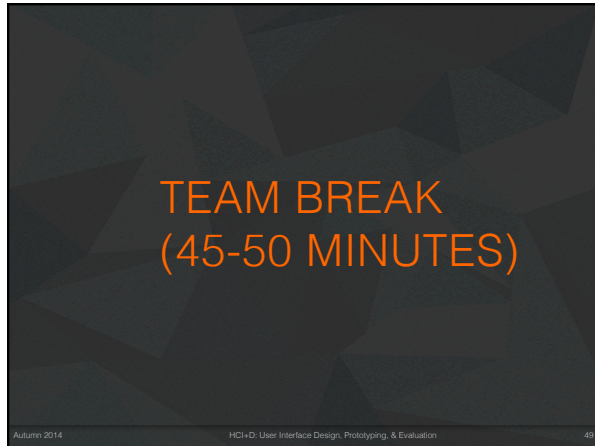 TEAM BREAK
(45-50 MINUTES)
Autumn 2014
HCI+D: User Interface Design, Prototyping, & Evaluation
49